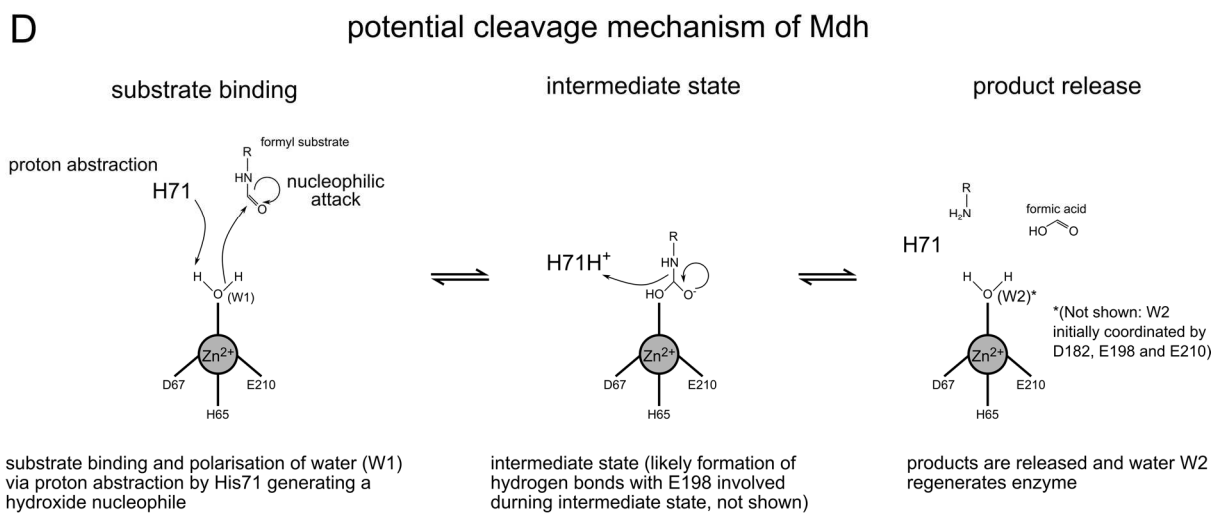 D
potential cleavage mechanism of Mdh
substrate binding
intermediate state
product release
proton abstraction
H71
formyl substrate
R
HN
O
nucleophilic
attack
H
H
O
(W1)
Zn2+
D67
E210
H65
H71H+
R
HN
HO
O-
Zn2+
D67
E210
H65
R
H2N
formic acid
HO
O
H71
H
H
O
(W2)*
*(Not shown: W2
initially coordinated by
D182, E198 and E210)
Zn2+
D67
E210
H65
substrate binding and polarisation of water (W1)
via proton abstraction by His71 generating a
hydroxide nucleophile
intermediate state (likely formation of
hydrogen bonds with E198 involved
durning intermediate state, not shown)
products are released and water W2
regenerates enzyme